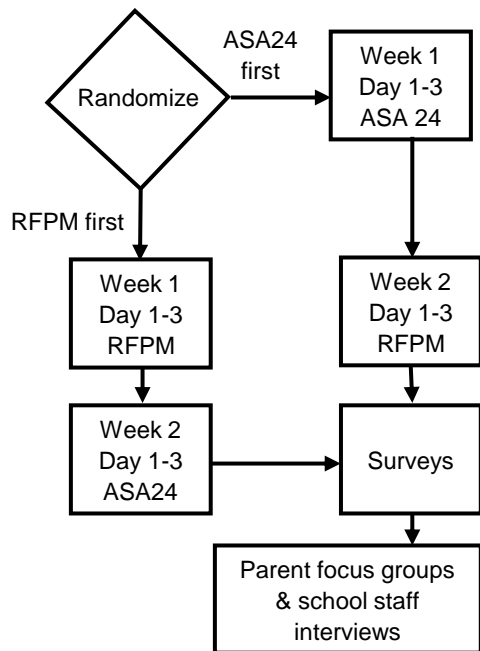 ASA24
first
Randomize
Week 1
Day 1-3
ASA 24
RFPM first
Week 1
Day 1-3
RFPM
Week 2
Day 1-3
RFPM
Week 2
Day 1-3
ASA24
Surveys
Parent focus groups
& school staff
interviews